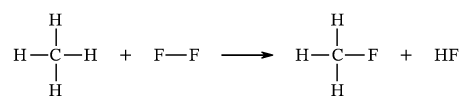 H H
H—C—H + F—F ⟶ H—C—F + HF
H H